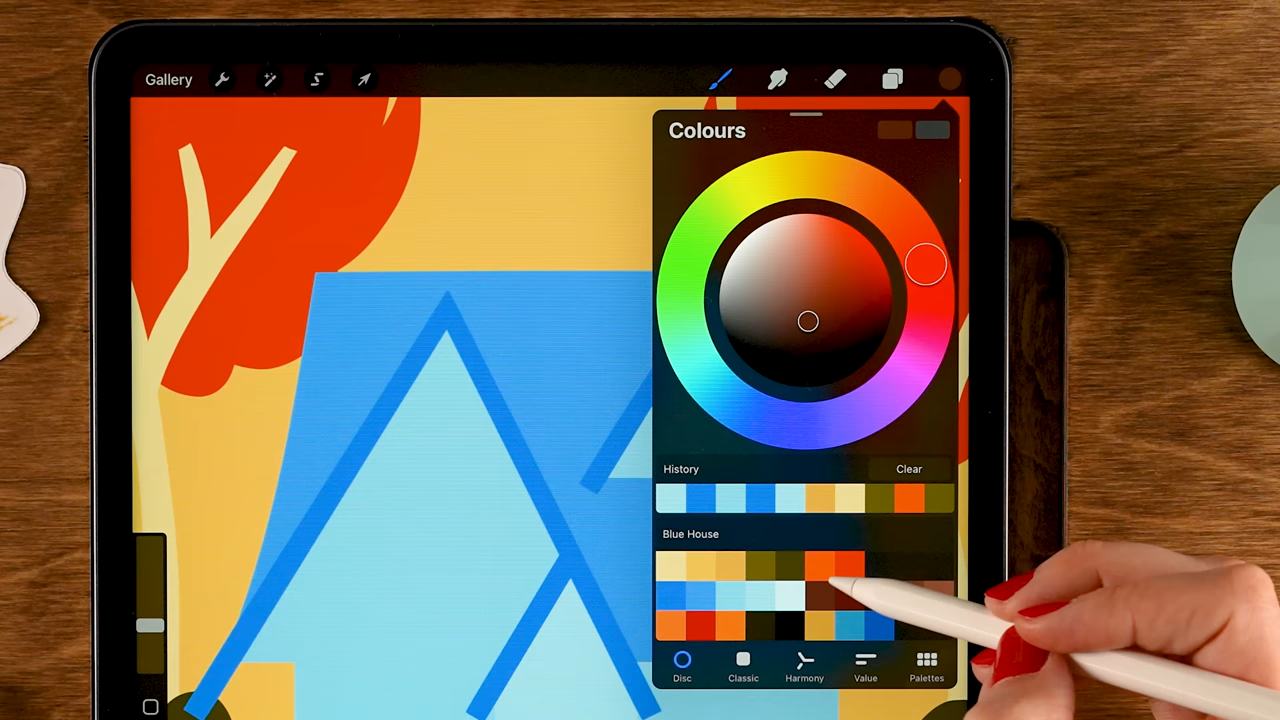 Gallery
Colours
History
Clear
Blue House
Disc
Classic
Harmony
Value
Palettes